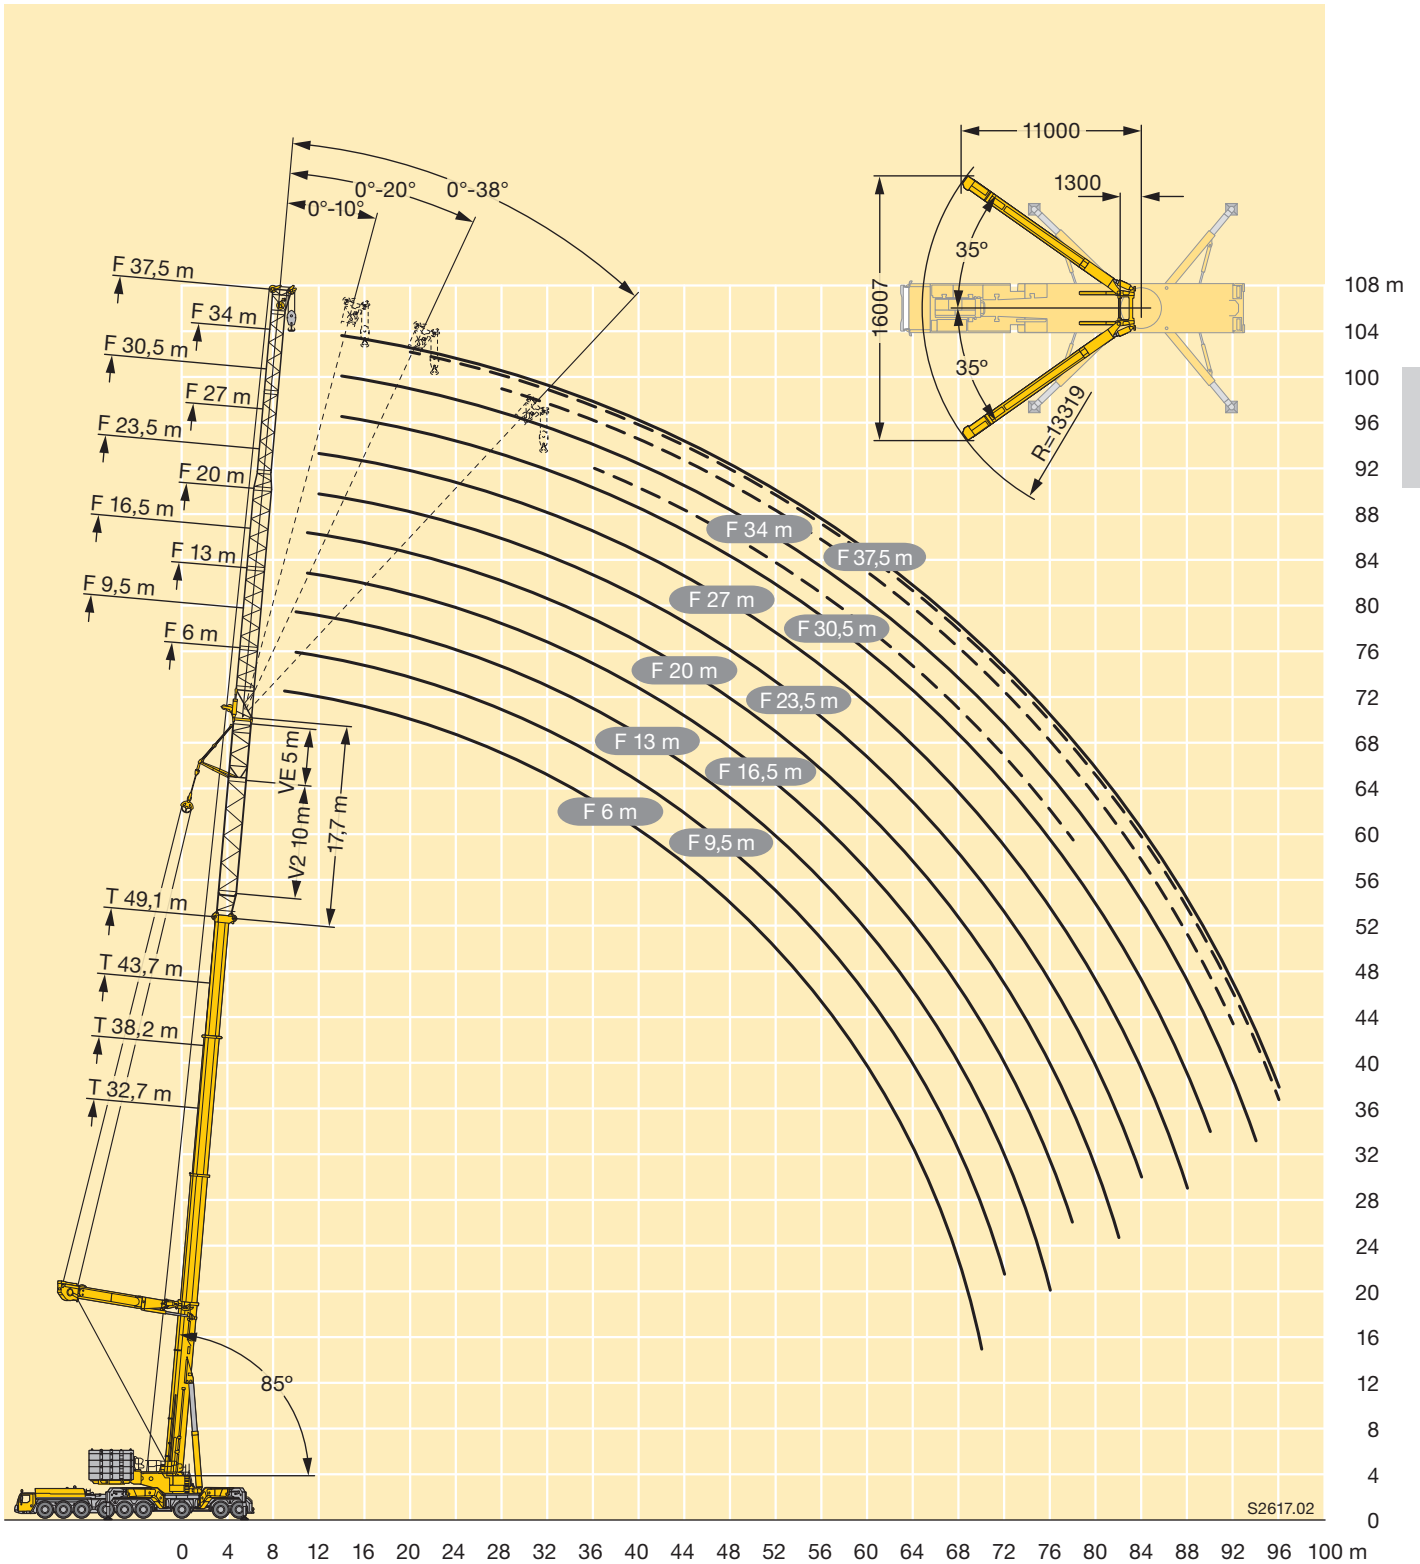 11000
1300
0°-20°
0°-38°
0°-10°
35°
16007
35°
R=13319
F 37,5 m
F 34 m
F 30,5 m
F 27 m
F 23,5 m
F 20 m
F 16,5 m
F 13 m
F 9,5 m
F 6 m
VE 5 m
V2 10 m
17,7 m
T 49,1 m
T 43,7 m
T 38,2 m
T 32,7 m
85°
F 34 m
F 37,5 m
F 27 m
F 30,5 m
F 20 m
F 23,5 m
F 13 m
F 16,5 m
F 6 m
F 9,5 m
108 m
104
100
96
92
88
84
80
76
72
68
64
60
56
52
48
44
40
36
32
28
24
20
16
12
8
4
0
S2617.02
0 4 8 12 16 20 24 28 32 36 40 44 48 52 56 60 64 68 72 76 80 84 88 92 96 100 m